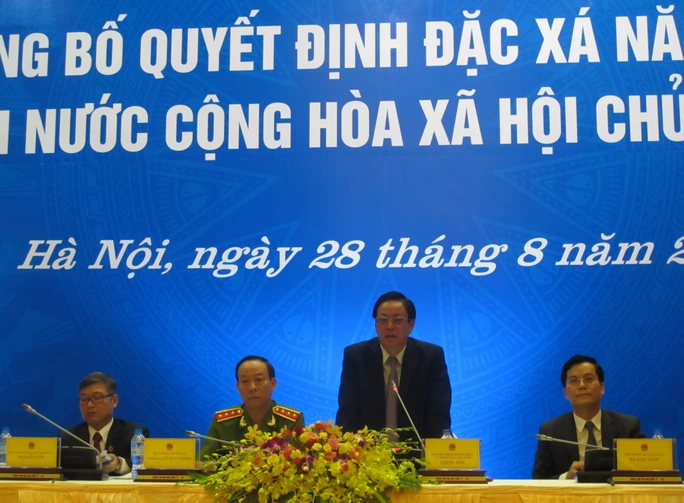 NG BỐ QUYẾT ĐỊNH ĐẶC XÁ NĂ
NƯỚC CỘNG HÒA XÃ HỘI CHỦ
Hà Nội, ngày 28 tháng 8 năm 2